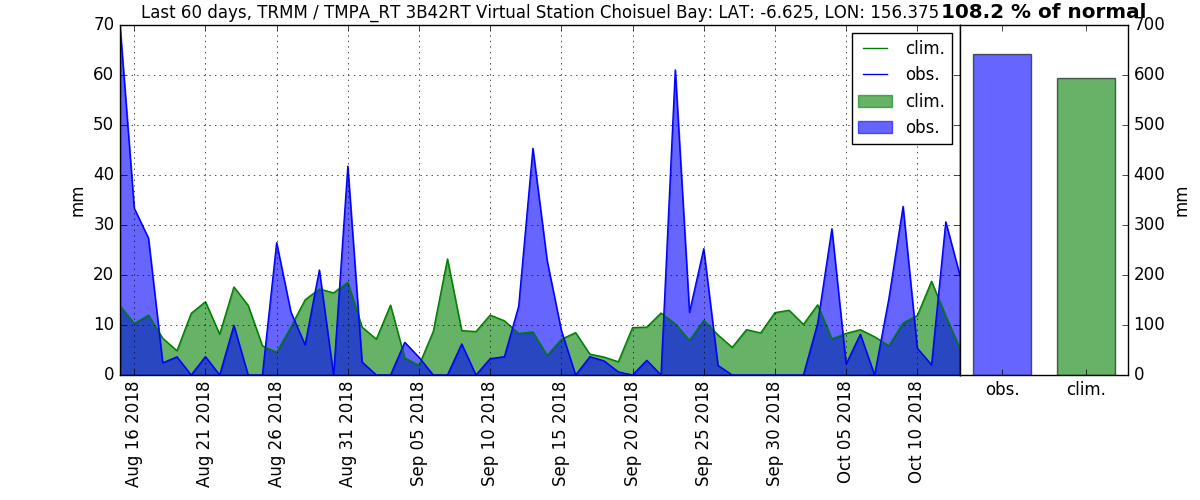 Last 60 days, TRMM / TMPA_RT 3B42RT Virtual Station Choisuel Bay: LAT: -6.625, LON: 156.375
108.2 % of normal
70
60
50
40
30
20
10
0
mm
clim.
obs.
clim.
obs.
700
600
500
400
300
200
100
0
mm
Aug 16 2018
Aug 21 2018
Aug 26 2018
Aug 31 2018
Sep 05 2018
Sep 10 2018
Sep 15 2018
Sep 20 2018
Sep 25 2018
Sep 30 2018
Oct 05 2018
Oct 10 2018
obs.
clim.